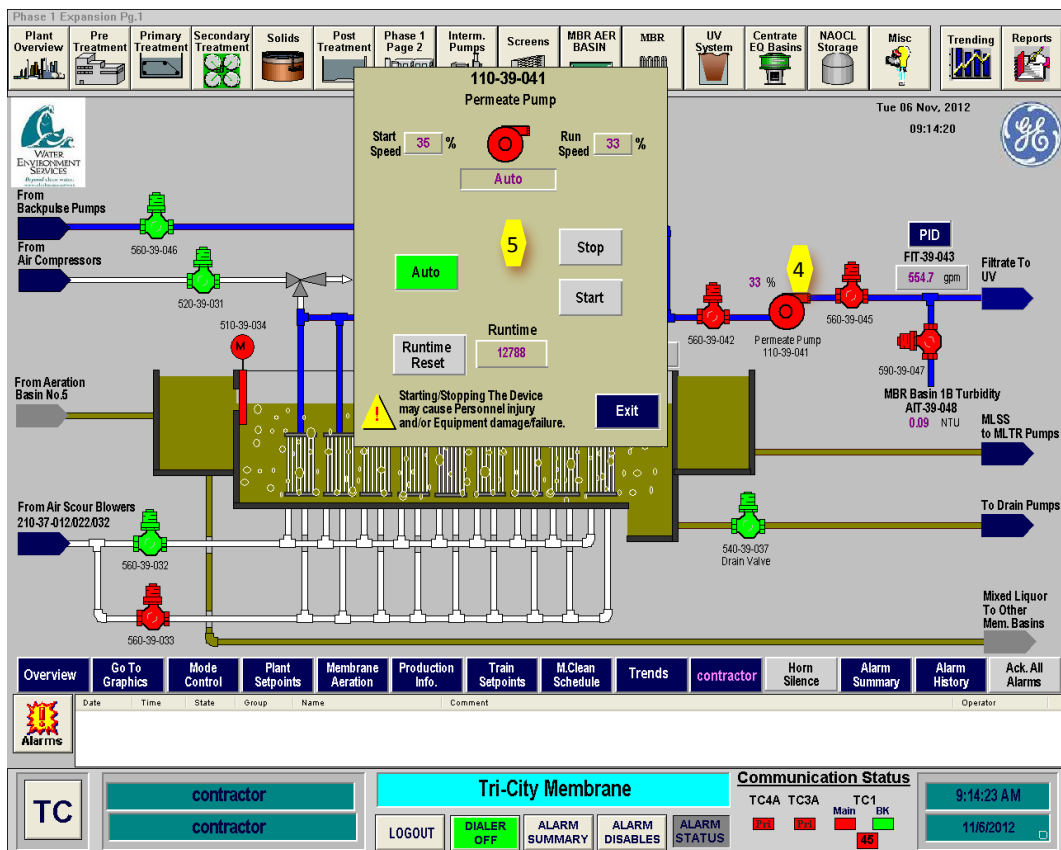 Phase 1 Expansion Pg.1
Plant
Overview
Pre
Treatment
Primary
Treatment
Secondary
Treatment
Solids
Post
Treatment
Phase 1
Page 2
Interm.
Pumps
Screens
MBR AER
BASIN
MBR
UV
System
Centrate
EQ Basins
NAOCL
Storage
Misc
Trending
Reports
WATER
ENVIRONMENT
SERVICES
Tue 06 Nov, 2012
09:14:20
GE
110-39-041
Permeate Pump
Start
Speed
35 %
Run
Speed
33 %
Auto
5
Auto
Stop
Start
Runtime
Reset
Runtime
12788
!
Starting/Stopping The Device
may cause Personnel injury
and/or Equipment damage/failure.
Exit
From
Backpulse Pumps
560-39-046
From
Air Compressors
520-39-031
510-39-034
M
From Aeration
Basin No.5
From Air Scour Blowers
210-37-012/022/032
560-39-032
560-39-033
560-39-042
33 %
4
Permeate Pump
110-39-041
560-39-045
PID
FIT-39-043
554.7 gpm
Filtrate To
UV
590-39-047
MBR Basin 1B Turbidity
AIT-39-048
0.09 NTU
MLSS
to MLTR Pumps
To Drain Pumps
540-39-037
Drain Valve
Mixed Liquor
To Other
Mem. Basins
Overview
Go To
Graphics
Mode
Control
Plant
Setpoints
Membrane
Aeration
Production
Info.
Train
Setpoints
M.Clean
Schedule
Trends
contractor
Horn
Silence
Alarm
Summary
Alarm
History
Ack. All
Alarms
Alarms
Date Time State Group Name Comment Operator
TC
contractor
contractor
Tri-City Membrane
LOGOUT
DIALER
OFF
ALARM
SUMMARY
ALARM
DISABLES
ALARM
STATUS
Communication Status
TC4A TC3A TC1
Main BK
Pri Pri
45
9:14:23 AM
11/6/2012